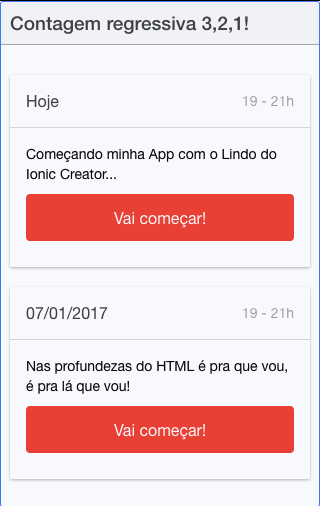 Contagem regressiva 3,2,1!
Hoje 19 - 21h
Começando minha App com o Lindo do
Ionic Creator...
Vai começar!
07/01/2017 19 - 21h
Nas profundezas do HTML é pra que vou,
é pra lá que vou!
Vai começar!